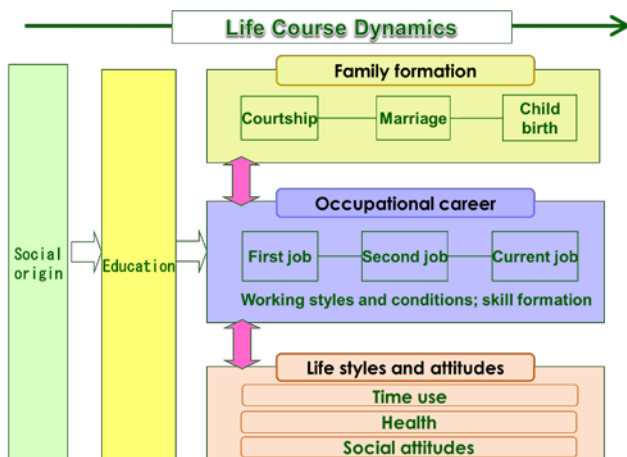 Life Course Dynamics
Social
origin
Education
Family formation
Courtship
Marriage
Child
birth
Occupational career
First job
Second job
Current job
Working styles and conditions; skill formation
Life styles and attitudes
Time use
Health
Social attitudes